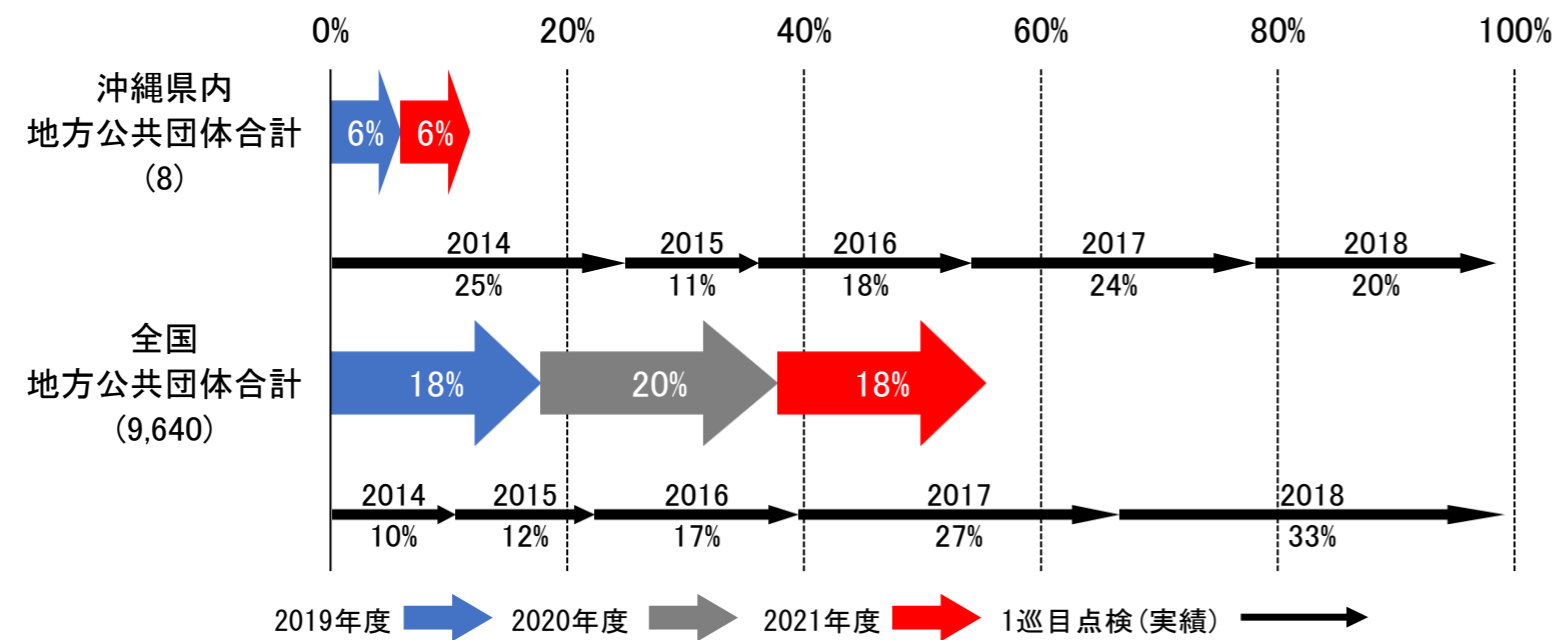 0% 20% 40% 60% 80% 100%
沖縄県内
地方公共団体合計
(8)
6% 6%
2014 2015 2016 2017 2018
25% 11% 18% 24% 20%
全国
地方公共団体合計
(9,640)
18% 20% 18%
2014 2015 2016 2017 2018
10% 12% 17% 27% 33%
2019年度 2020年度 2021年度 1巡目点検(実績)